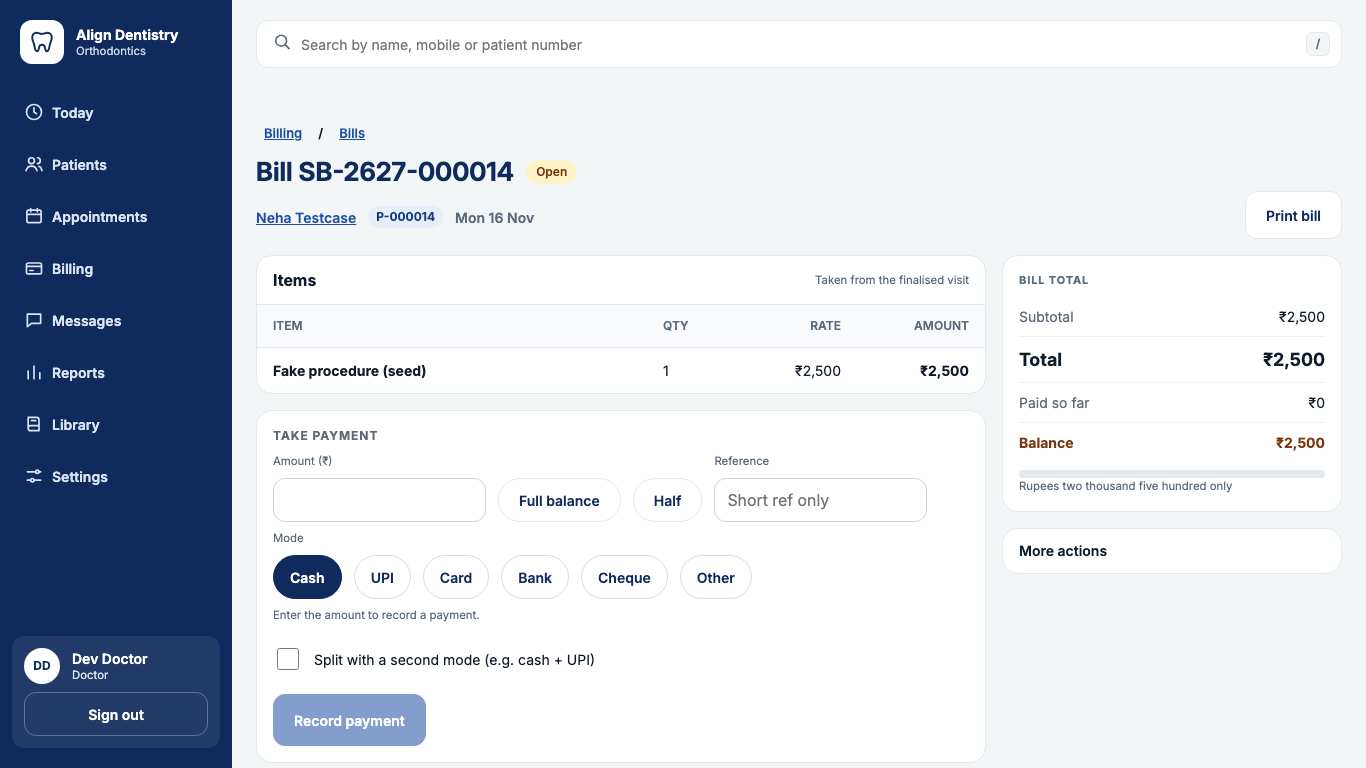 Align Dentistry
Orthodontics
Search by name, mobile or patient number
/
Today
Patients
Appointments
Billing
Messages
Reports
Library
Settings
DD
Dev Doctor
Doctor
Sign out
Billing / Bills
Bill SB-2627-000014 Open
Neha Testcase P-000014 Mon 16 Nov
Print bill
Items Taken from the finalised visit
ITEM QTY RATE AMOUNT
Fake procedure (seed) 1 ₹2,500 ₹2,500
TAKE PAYMENT
Amount (₹) Reference
Full balance Half Short ref only
Mode
Cash UPI Card Bank Cheque Other
Enter the amount to record a payment.
Split with a second mode (e.g. cash + UPI)
Record payment
BILL TOTAL
Subtotal ₹2,500
Total ₹2,500
Paid so far ₹0
Balance ₹2,500
Rupees two thousand five hundred only
More actions